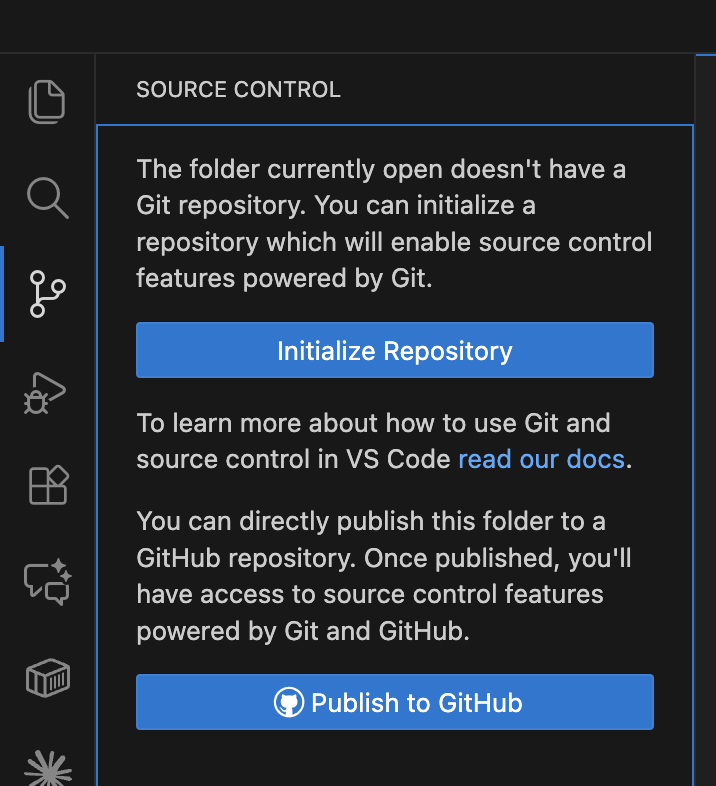 SOURCE CONTROL
The folder currently open doesn't have a
Git repository. You can initialize a
repository which will enable source control
features powered by Git.
Initialize Repository
To learn more about how to use Git and
source control in VS Code read our docs.
You can directly publish this folder to a
GitHub repository. Once published, you'll
have access to source control features
powered by Git and GitHub.
Publish to GitHub